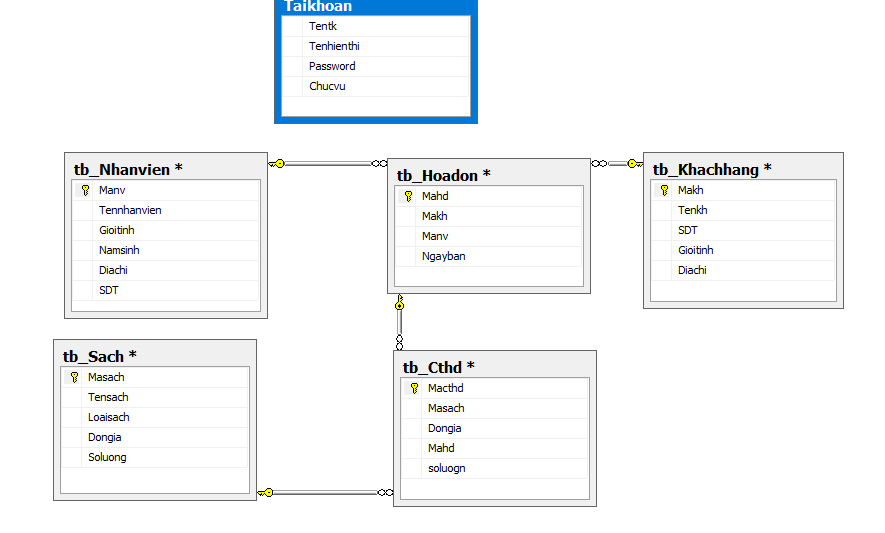 Taikhoan
Tentk
Tenhienthi
Password
Chucvu
tb_Nhanvien *
Manv
Tennhanvien
Gioitinh
Namsinh
Diachi
SDT
tb_Hoadon *
Mahd
Makh
Manv
Ngayban
tb_Khachhang *
Makh
Tenkh
SDT
Gioitinh
Diachi
tb_Sach *
Masach
Tensach
Loaisach
Dongia
Soluong
tb_Cthd *
Macthd
Masach
Dongia
Mahd
soluogn